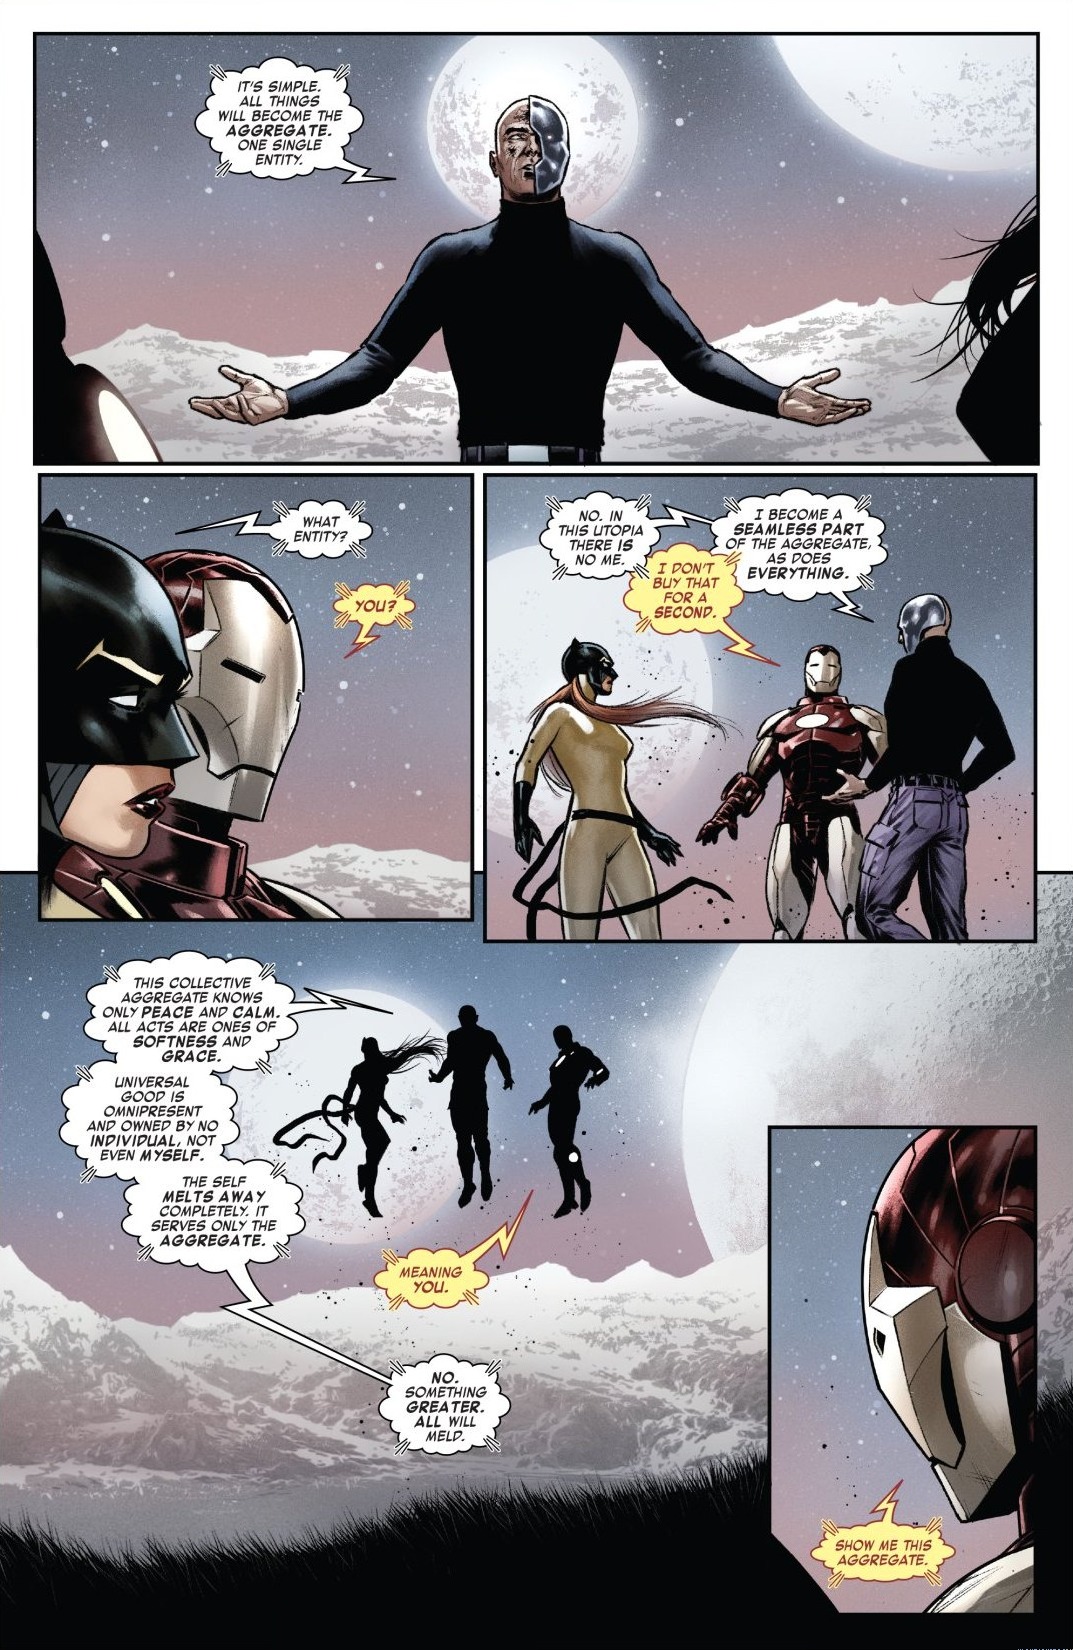 IT'S SIMPLE.
ALL THINGS
WILL BECOME THE
AGGREGATE.
ONE SINGLE
ENTITY.
WHAT
ENTITY?
YOU?
NO. IN
THIS UTOPIA
THERE IS
NO ME.
I BECOME A
SEAMLESS PART
OF THE AGGREGATE,
AS DOES
EVERYTHING.
I DON'T
BUY THAT
FOR A
SECOND.
THIS COLLECTIVE
AGGREGATE KNOWS
ONLY PEACE AND CALM.
ALL ACTS ARE ONES OF
SOFTNESS AND
GRACE.
UNIVERSAL
GOOD IS
OMNIPRESENT
AND OWNED BY NO
INDIVIDUAL, NOT
EVEN MYSELF.
THE SELF
MELTS AWAY
COMPLETELY. IT
SERVES ONLY THE
AGGREGATE.
MEANING
YOU.
NO.
SOMETHING
GREATER.
ALL WILL
MELD.
SHOW ME THIS
AGGREGATE.